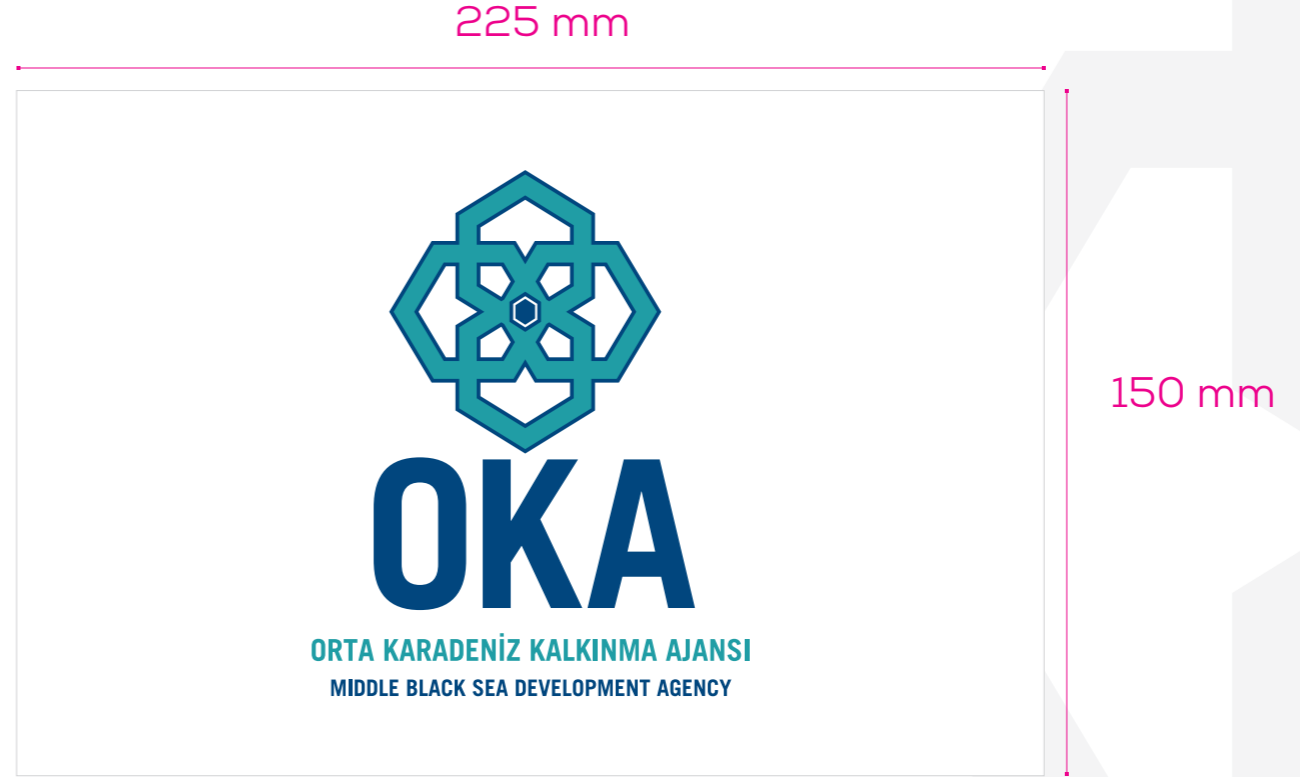 225 mm
150 mm
OKA
ORTA KARADENİZ KALKINMA AJANSI
MIDDLE BLACK SEA DEVELOPMENT AGENCY